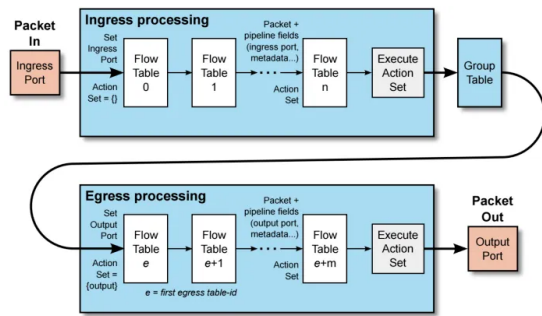 Ingress processing
Packet
In
Ingress
Port
Set
Ingress
Port
Action
Set = {}
Flow
Table
0
Flow
Table
1
Packet +
pipeline fields
(ingress port,
metadata...)
Action
Set
Flow
Table
n
Execute
Action
Set
Group
Table
Egress processing
Set
Output
Port
Action
Set =
{output}
Flow
Table
e
Flow
Table
e+1
Packet +
pipeline fields
(output port,
metadata...)
Action
Set
Flow
Table
e+m
Execute
Action
Set
Packet
Out
Output
Port
e = first egress table-id